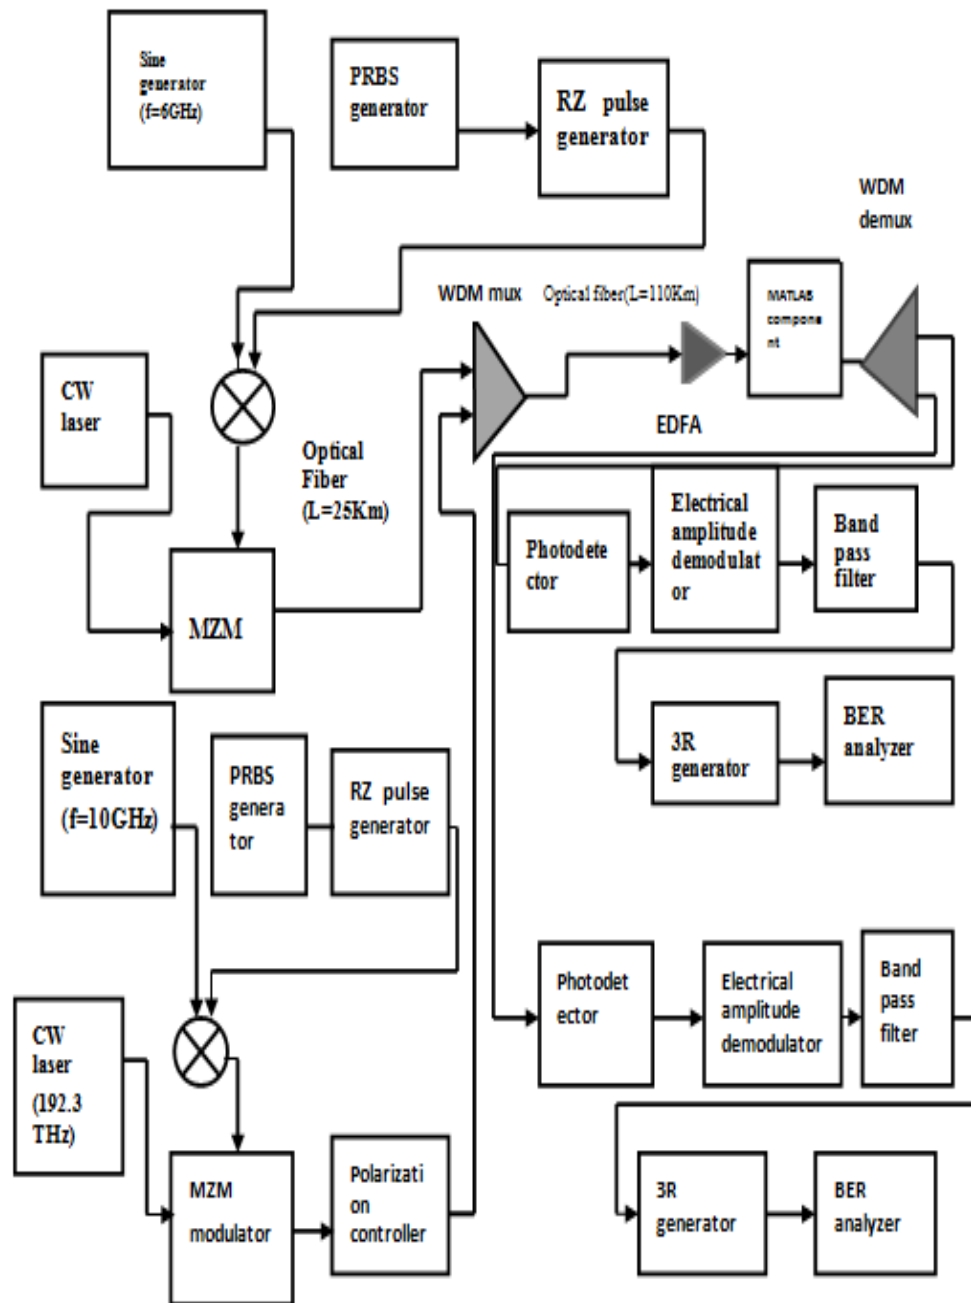 Sine
generator
(f=6GHz)
PRBS
generator
RZ pulse
generator
WDM
demux
WDM mux
Optical fiber(L=110Km)
MATLAB
compone
nt
CW
laser
EDFA
Optical
Fiber
(L=25Km)
Electrical
amplitude
demodulat
or
Band
pass
filter
Photodete
ctor
MZM
Sine
generator
(f=10GHz)
PRBS
genera
tor
RZ pulse
generator
3R
generator
BER
analyzer
Photodet
ector
Electrical
amplitude
demodulator
Band
pass
filter
CW
laser
(192.3
THz)
MZM
modulator
Polarizati
on
controller
3R
generator
BER
analyzer